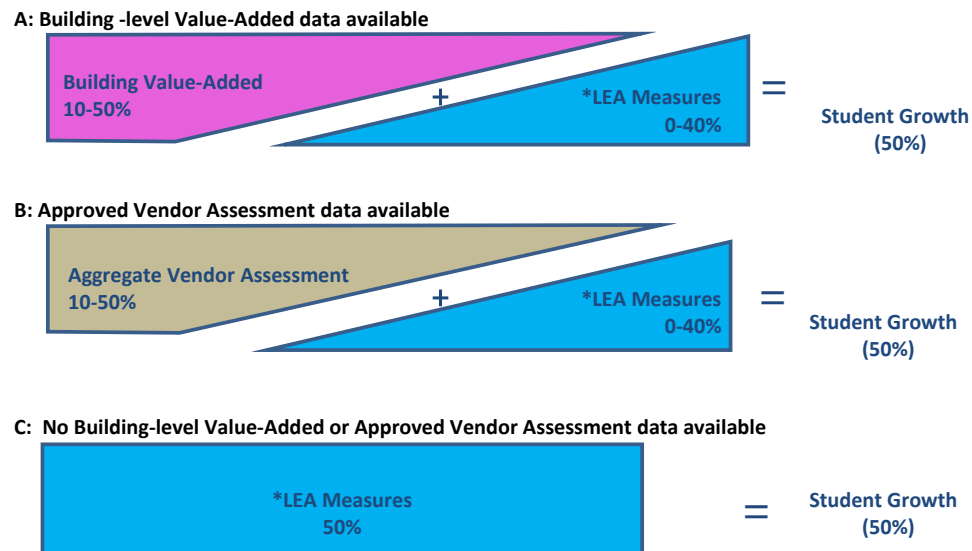 A: Building -level Value-Added data available
Building Value-Added
10-50%
+
*LEA Measures
0-40%
=
Student Growth
(50%)
B: Approved Vendor Assessment data available
Aggregate Vendor Assessment
10-50%
+
*LEA Measures
0-40%
=
Student Growth
(50%)
C: No Building-level Value-Added or Approved Vendor Assessment data available
*LEA Measures
50%
=
Student Growth
(50%)